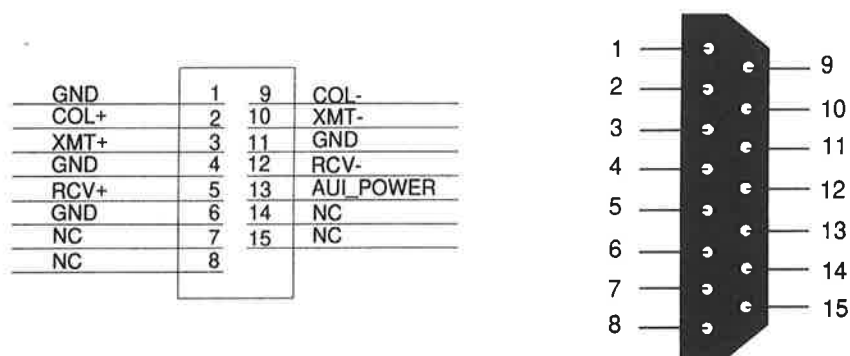 GND 1 9 COL-
COL+ 2 10 XMT-
XMT+ 3 11 GND
GND 4 12 RCV-
RCV+ 5 13 AUI_POWER
GND 6 14 NC
NC 7 15 NC
NC 8
1
9
2
10
3
11
4
12
5
13
6
14
7
15
8